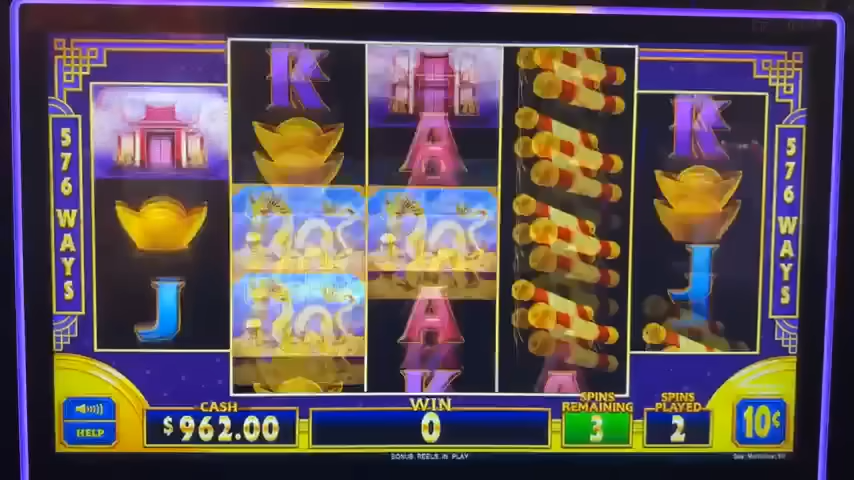 K
K
A
576 WAYS
576 WAYS
J
J
A
K
A
CASH
WIN
SPINS REMAINING
SPINS PLAYED
$962.00
0
3
2
10¢
HELP
BONUS REELS IN PLAY